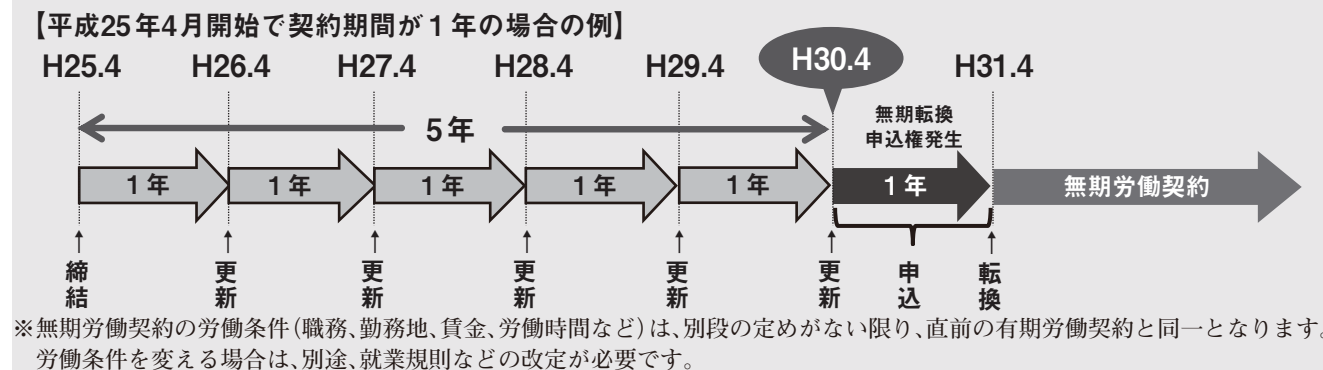 【平成25年4月開始で契約期間が1年の場合の例】
H25.4 H26.4 H27.4 H28.4 H29.4 H30.4 H31.4
5年
無期転換
申込権発生
1年 1年 1年 1年 1年 1年 無期労働契約
締結 更新 更新 更新 更新 更新 申込 転換
※無期労働契約の労働条件(職務、勤務地、賃金、労働時間など)は、別段の定めがない限り、直前の有期労働契約と同一となります。
労働条件を変える場合は、別途、就業規則などの改定が必要です。